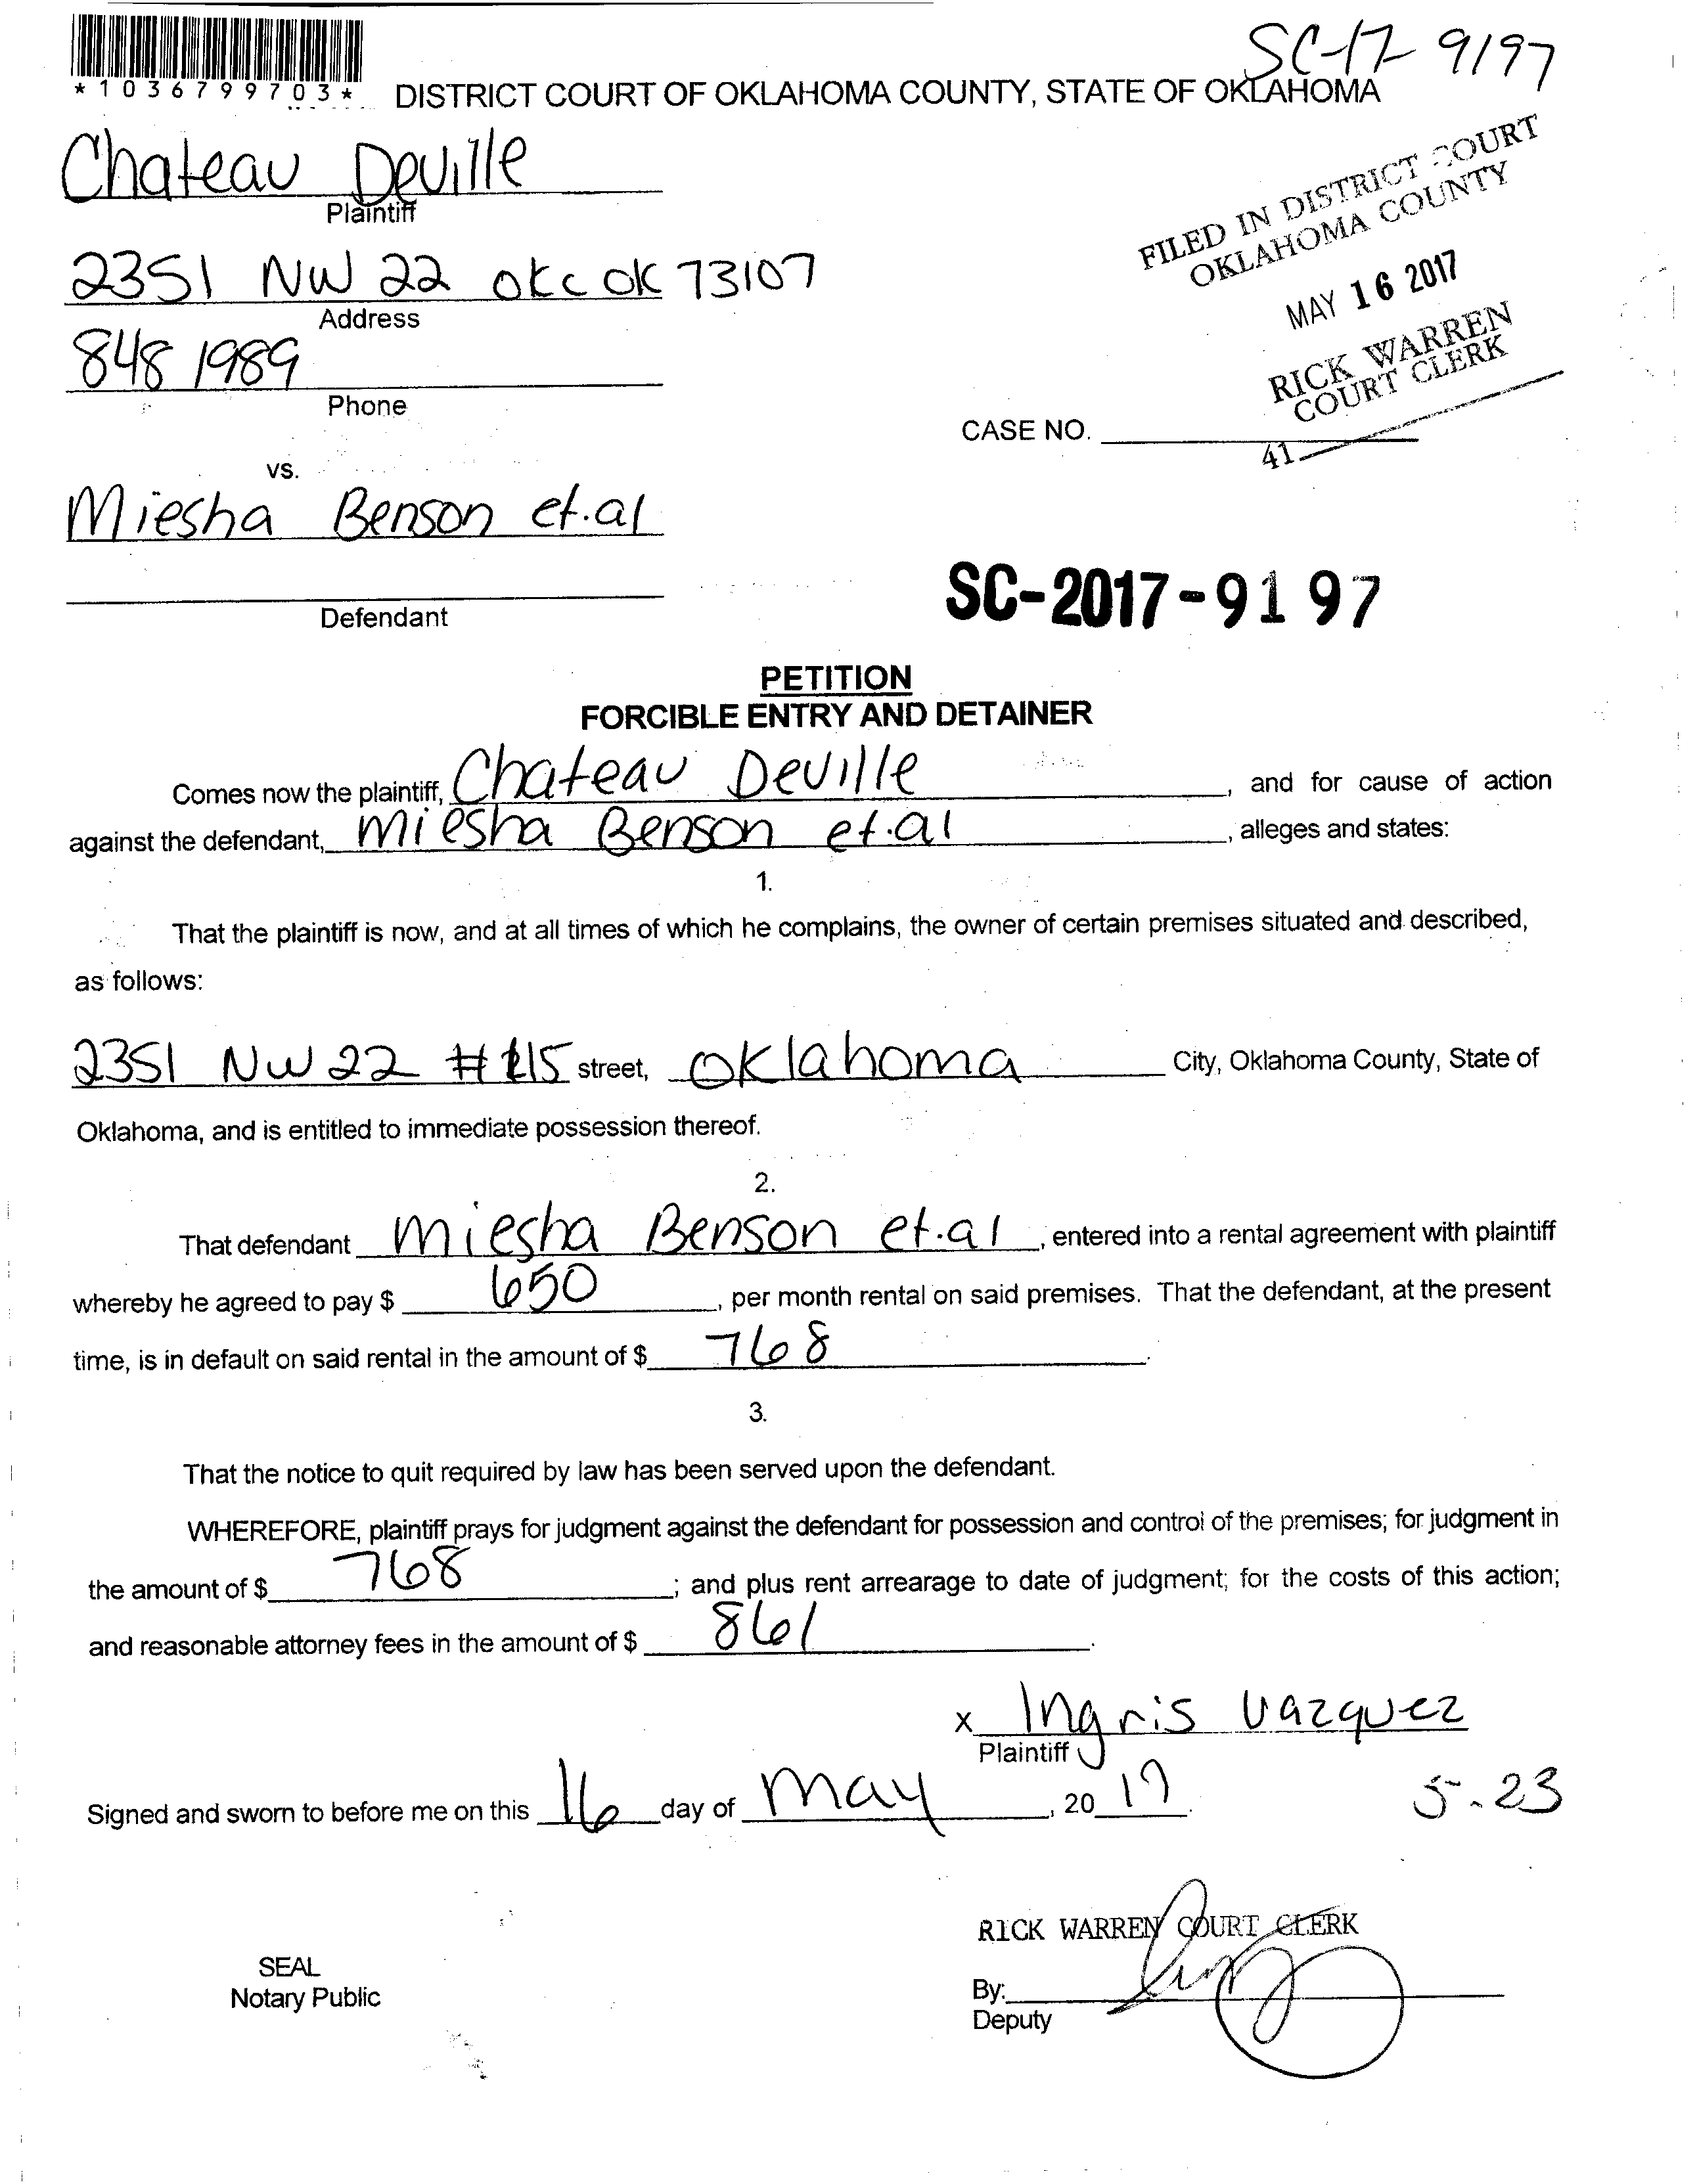 SC-17-9197
*1036799703*
DISTRICT COURT OF OKLAHOMA COUNTY, STATE OF OKLAHOMA
Chateau Deville
Plaintiff
FILED IN DISTRICT COURT
OKLAHOMA COUNTY
2351 NW 22 OKC OK 73107
Address
MAY 16 2017
848 1989
Phone
RICK WARREN
COURT CLERK
CASE NO.
41
vs.
Miesha Benson et.al
Defendant
SC-2017-9197
PETITION
FORCIBLE ENTRY AND DETAINER
Comes now the plaintiff, Chateau Deville, and for cause of action
against the defendant, Miesha Benson et.al, alleges and states:
1.
That the plaintiff is now, and at all times of which he complains, the owner of certain premises situated and described,
as follows:
2351 NW 22 # 115 street, Oklahoma City, Oklahoma County, State of
Oklahoma, and is entitled to immediate possession thereof.
2.
That defendant Miesha Benson et.al, entered into a rental agreement with plaintiff
whereby he agreed to pay $ 650, per month rental on said premises. That the defendant, at the present
time, is in default on said rental in the amount of $ 768.
3.
That the notice to quit required by law has been served upon the defendant.
WHEREFORE, plaintiff prays for judgment against the defendant for possession and control of the premises; for judgment in
the amount of $ 768; and plus rent arrearage to date of judgment; for the costs of this action;
and reasonable attorney fees in the amount of $ 861.
x Ingris Vazquez
Plaintiff
Signed and sworn to before me on this 16 day of May, 2017.
5-23
RICK WARREN COURT CLERK
SEAL
Notary Public
By:
Deputy